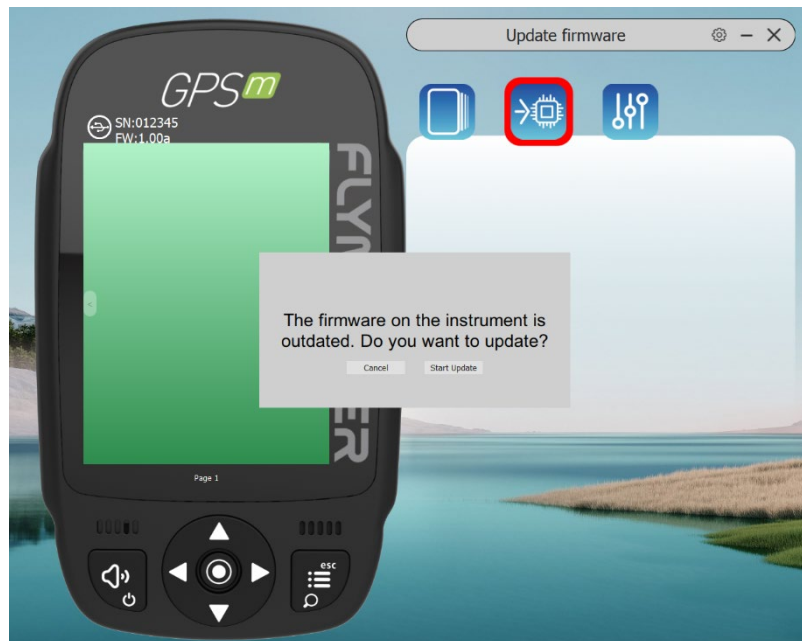 Update firmware
GPSm
SN:012345
FW:1.00a
The firmware on the instrument is
outdated. Do you want to update?
Cancel
Start Update
Page 1
esc